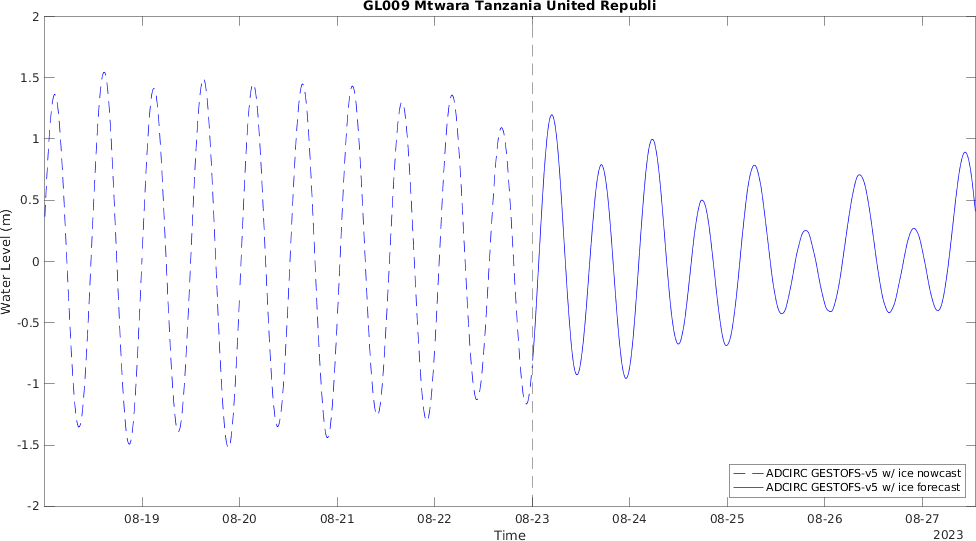 GL009 Mtwara Tanzania United Republi
2
1.5
1
0.5
0
-0.5
-1
-1.5
-2
Water Level (m)
08-19 08-20 08-21 08-22 08-23 08-24 08-25 08-26 08-27
Time
2023
ADCIRC GESTOFS-v5 w/ ice nowcast
ADCIRC GESTOFS-v5 w/ ice forecast